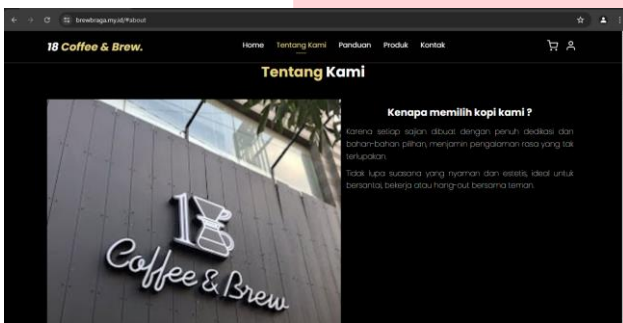 brewbraga.my.id/#about
18 Coffee & Brew.
Home Tentang Kami Panduan Produk Kontak
Tentang Kami
Kenapa memilih kopi kami ?
Karena setiap sajian dibuat dengan penuh dedikasi dan
bahan-bahan pilihan, menjamin pengalaman rasa yang tak
terlupakan.
Tidak lupa suasana yang nyaman dan estetis, ideal untuk
bersantai, bekerja atau hang-out bersama teman.
18
Coffee & Brew